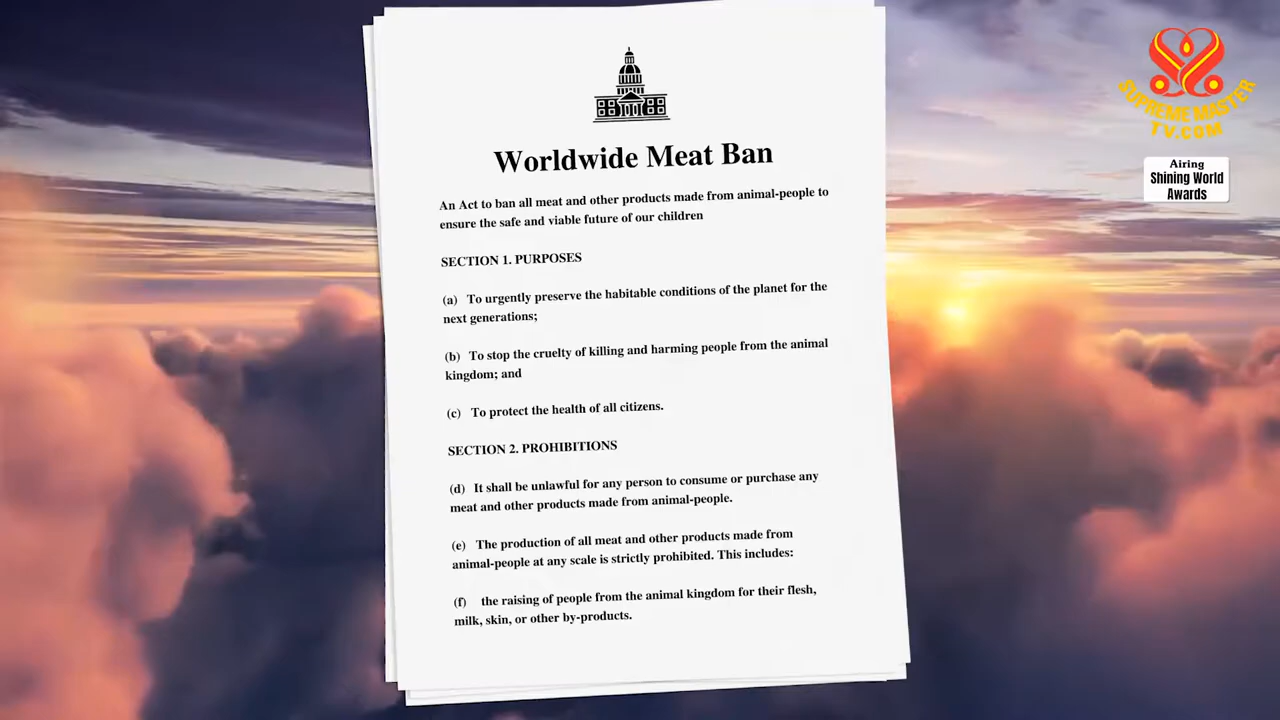 Worldwide Meat Ban
An Act to ban all meat and other products made from animal-people to
ensure the safe and viable future of our children
SECTION 1. PURPOSES
(a) To urgently preserve the habitable conditions of the planet for the
next generations;
(b) To stop the cruelty of killing and harming people from the animal
kingdom; and
(c) To protect the health of all citizens.
SECTION 2. PROHIBITIONS
(d) It shall be unlawful for any person to consume or purchase any
meat and other products made from animal-people.
(e) The production of all meat and other products made from
animal-people at any scale is strictly prohibited. This includes:
(f) the raising of people from the animal kingdom for their flesh,
milk, skin, or other by-products.
SUPREME MASTER
TV.COM
Airing
Shining World
Awards